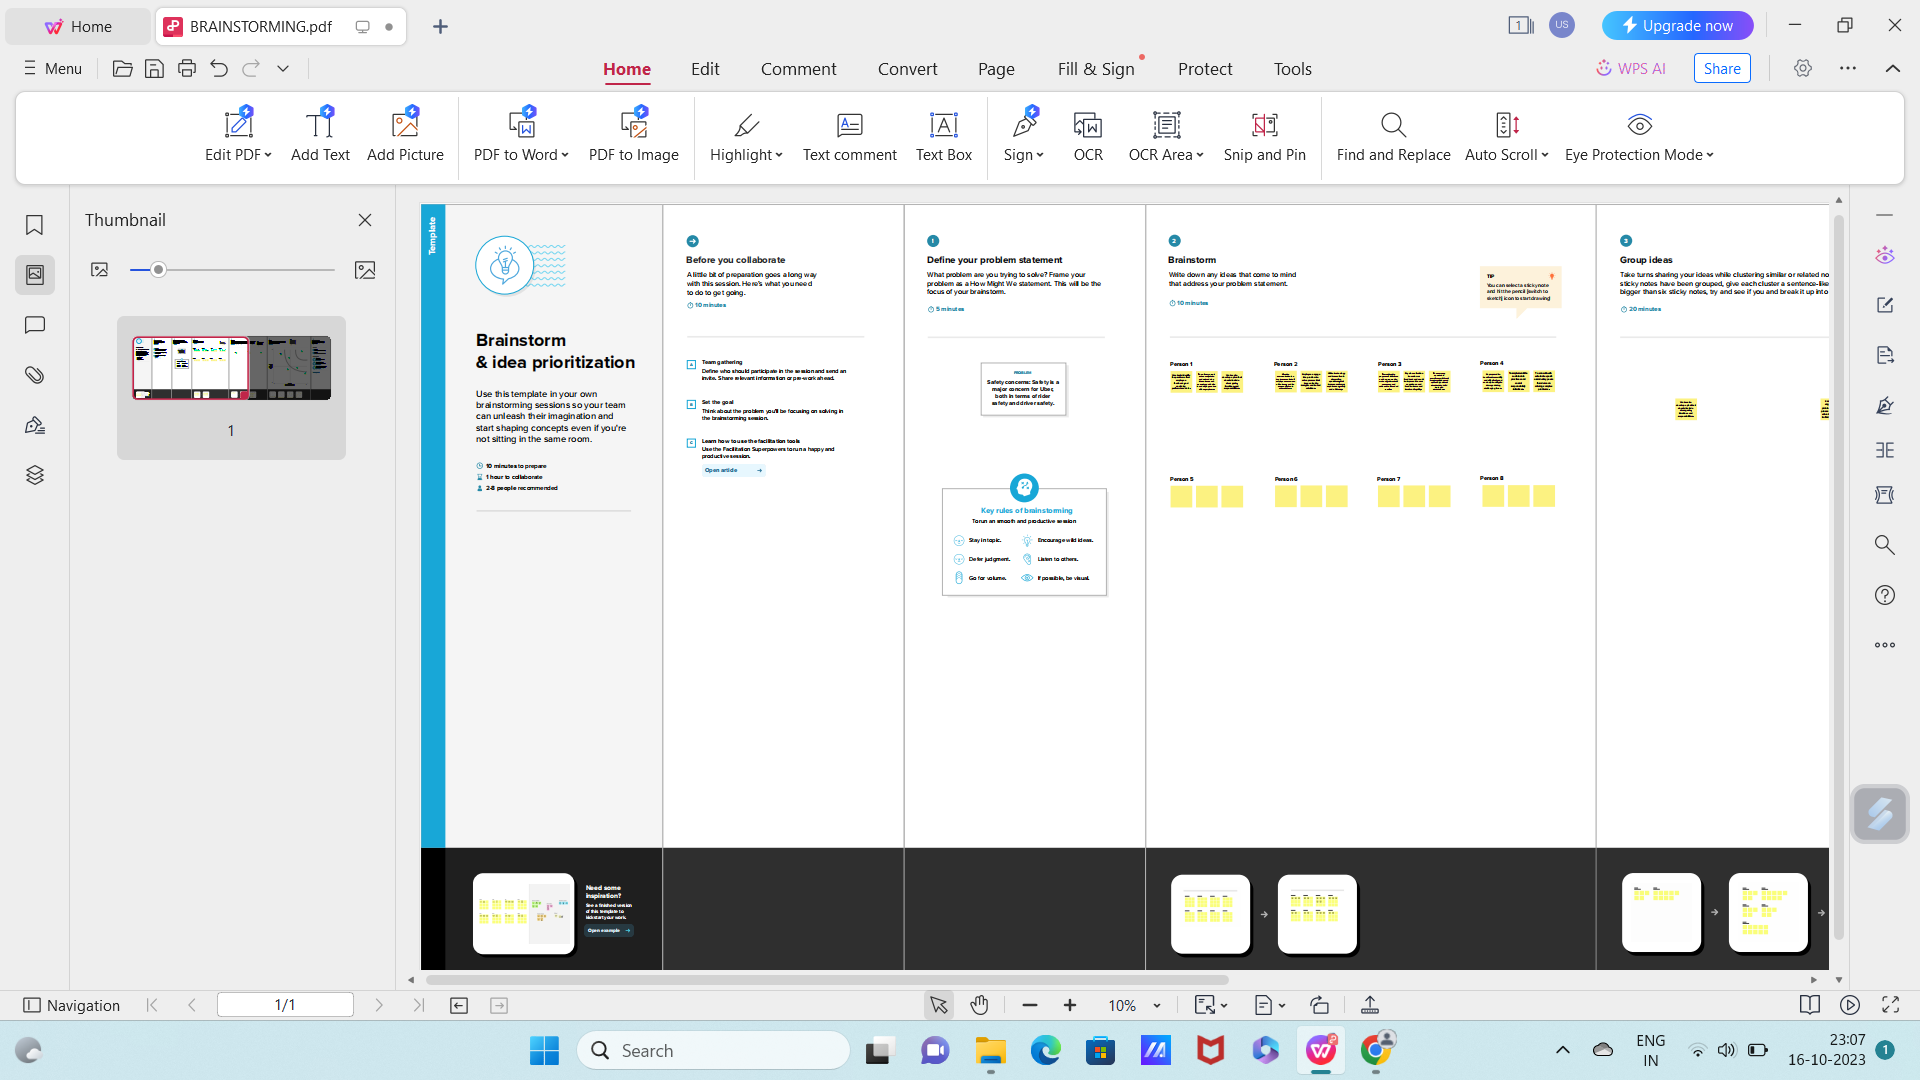 Home
BRAINSTORMING.pdf
1
US
Upgrade now
Menu
Home
Edit
Comment
Convert
Page
Fill & Sign
Protect
Tools
WPS AI
Share
Edit PDF
Add Text
Add Picture
PDF to Word
PDF to Image
Highlight
Text comment
Text Box
Sign
OCR
OCR Area
Snip and Pin
Find and Replace
Auto Scroll
Eye Protection Mode
Thumbnail
1
Template
Brainstorm
& idea prioritization
Use this template in your own
brainstorming sessions so your team
can unleash their imagination and
start shaping concepts even if you're
not sitting in the same room.
10 minutes to prepare
1 hour to collaborate
2-8 people recommended
Before you collaborate
A little bit of preparation goes a long way
with this session. Here's what you need
to do to get going.
10 minutes
A
Team gathering
Define who should participate in the session and send an
invite. Share relevant information or pre-work ahead.
B
Set the goal
Think about the problem you'll be focusing on solving in
the brainstorming session.
C
Learn how to use the facilitation tools
Use the Facilitation Superpowers to run a happy and
productive session.
Open article
1
Define your problem statement
What problem are you trying to solve? Frame your
problem as a How Might We statement. This will be the
focus of your brainstorm.
5 minutes
PROBLEM
Safety concerns: Safety is a
major concern for Uber,
both in terms of rider
safety and driver safety.
Key rules of brainstorming
To run an smooth and productive session
Stay in topic.
Encourage wild ideas.
Defer judgment.
Listen to others.
Go for volume.
If possible, be visual.
2
Brainstorm
Write down any ideas that come to mind
that address your problem statement.
10 minutes
TIP
You can select a sticky note
and hit the pencil [switch to
sketch] icon to start drawing!
Person 1
Person 2
Person 3
Person 4
Person 5
Person 6
Person 7
Person 8
3
Group ideas
Take turns sharing your ideas while clustering similar or related no
sticky notes have been grouped, give each cluster a sentence-like
bigger than six sticky notes, try and see if you and break it up into
20 minutes
Need some
inspiration?
See a finished version
of this template to
kickstart your work.
Open example
Navigation
1/1
10%
Search
ENG
IN
23:07
16-10-2023
1